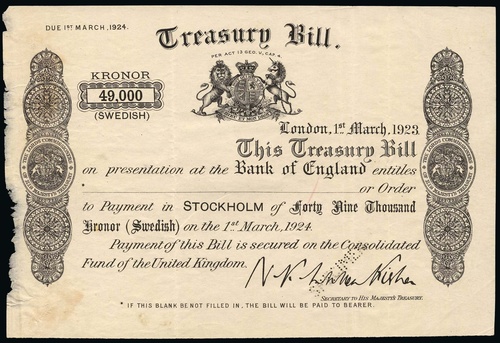 DUE 1ST MARCH, 1924.
Treasury Bill.
PER ACT 13 GEO. V, CAP. 4.
KRONOR
49,000
(SWEDISH)
London, 1st March, 1923.
This Treasury Bill
on presentation at the Bank of England entitles
* or Order
to Payment in STOCKHOLM of Forty Nine Thousand
Kronor (Swedish) on the 1st March, 1924.
Payment of this Bill is secured on the Consolidated
Fund of the United Kingdom.
SECRETARY TO HIS MAJESTY'S TREASURY.
* IF THIS BLANK BE NOT FILLED IN, THE BILL WILL BE PAID TO BEARER.